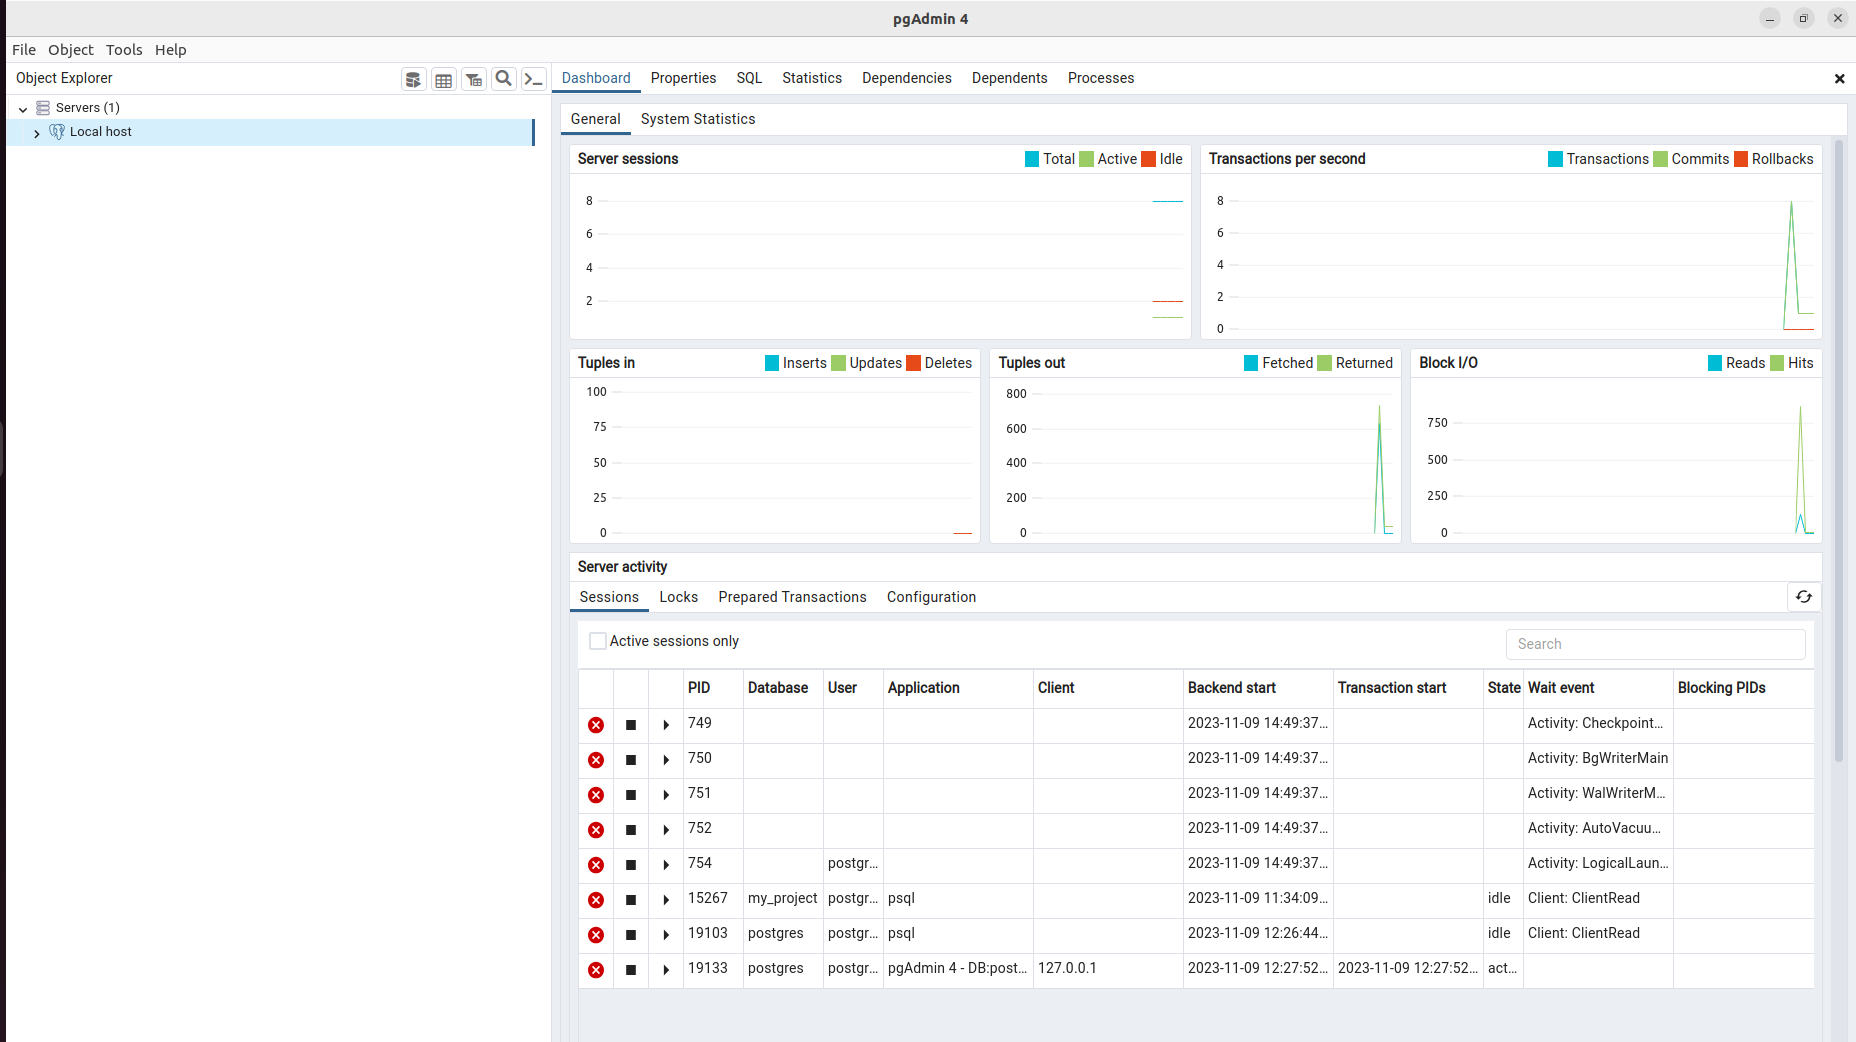 pgAdmin 4
File Object Tools Help
Object Explorer
Dashboard Properties SQL Statistics Dependencies Dependents Processes
Servers (1)
Local host
General System Statistics
Server sessions Total Active Idle
8
6
4
2
Transactions per second Transactions Commits Rollbacks
8
6
4
2
0
Tuples in Inserts Updates Deletes
100
75
50
25
0
Tuples out Fetched Returned
800
600
400
200
0
Block I/O Reads Hits
750
500
250
0
Server activity
Sessions Locks Prepared Transactions Configuration
Active sessions only Search
PID Database User Application Client Backend start Transaction start State Wait event Blocking PIDs
749 2023-11-09 14:49:37... Activity: Checkpoint...
750 2023-11-09 14:49:37... Activity: BgWriterMain
751 2023-11-09 14:49:37... Activity: WalWriterM...
752 2023-11-09 14:49:37... Activity: AutoVacuu...
754 postgr... 2023-11-09 14:49:37... Activity: LogicalLaun...
15267 my_project postgr... psql 2023-11-09 11:34:09... idle Client: ClientRead
19103 postgres postgr... psql 2023-11-09 12:26:44... idle Client: ClientRead
19133 postgres postgr... pgAdmin 4 - DB:post... 127.0.0.1 2023-11-09 12:27:52... 2023-11-09 12:27:52... act...